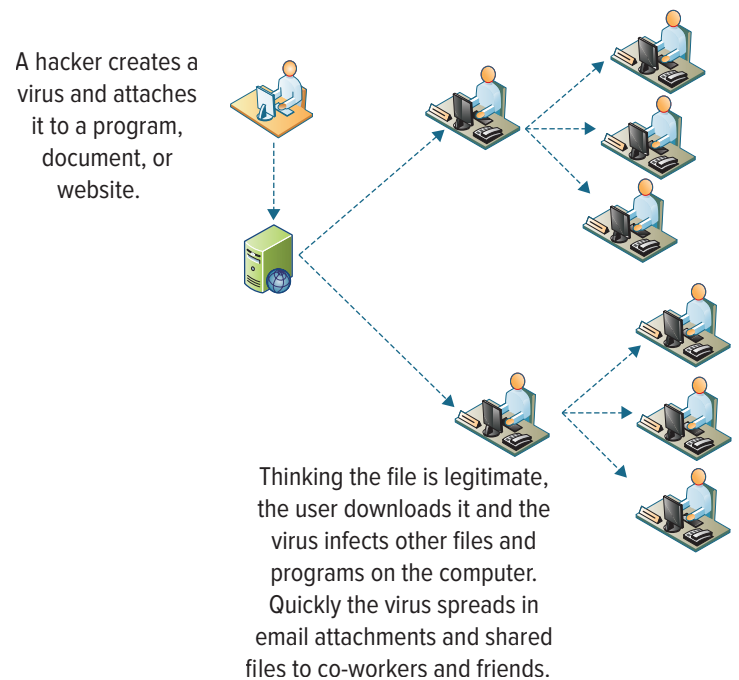 A hacker creates a
virus and attaches
it to a program,
document, or
website.
Thinking the file is legitimate,
the user downloads it and the
virus infects other files and
programs on the computer.
Quickly the virus spreads in
email attachments and shared
files to co-workers and friends.